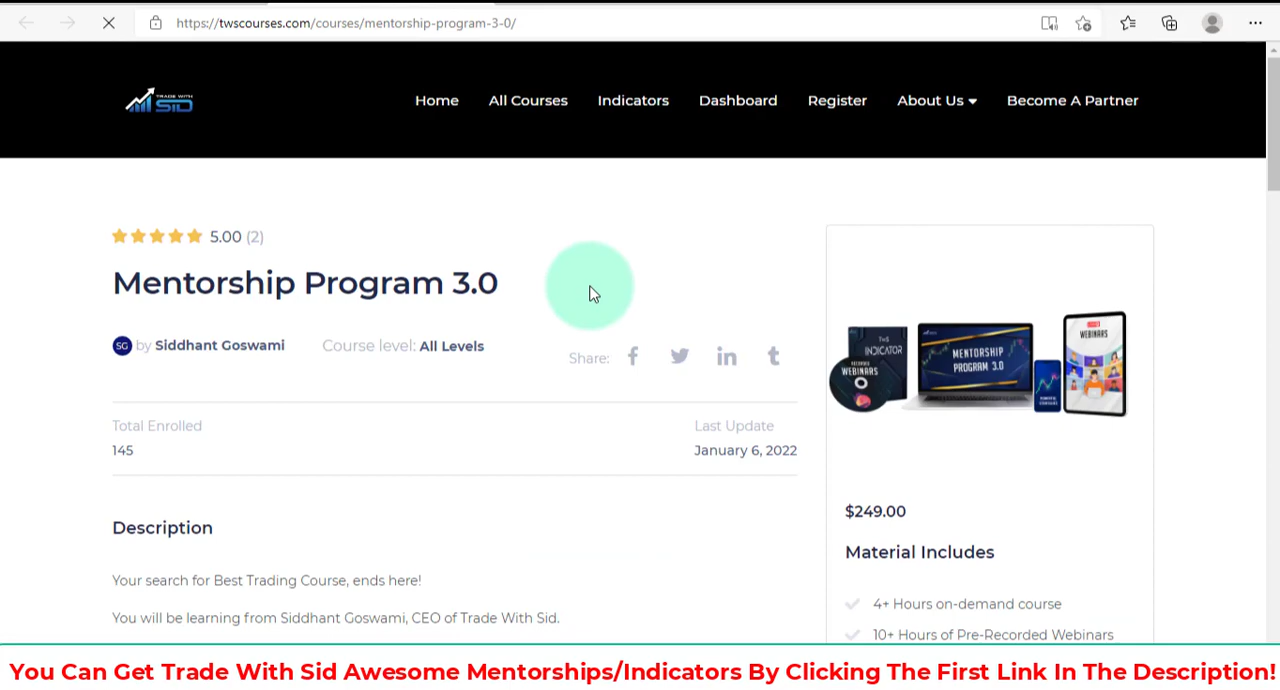 https://twscourses.com/courses/mentorship-program-3-0/
TRADE WITH
SID
Home All Courses Indicators Dashboard Register About Us Become A Partner
5.00 (2)
Mentorship Program 3.0
SG by Siddhant Goswami Course level: All Levels
Share:
Total Enrolled
145
Last Update
January 6, 2022
Description
Your search for Best Trading Course, ends here!
You will be learning from Siddhant Goswami, CEO of Trade With Sid.
INDICATOR
WEBINARS
MENTORSHIP
PROGRAM 3.0
WEBINARS
$249.00
Material Includes
4+ Hours on-demand course
10+ Hours of Pre-Recorded Webinars
You Can Get Trade With Sid Awesome Mentorships/Indicators By Clicking The First Link In The Description!